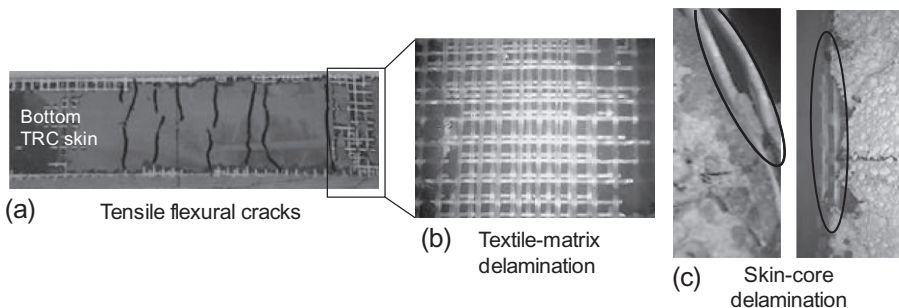 Bottom
TRC skin
(a)
Tensile flexural cracks
(b)
Textile-matrix
delamination
(c)
Skin-core
delamination